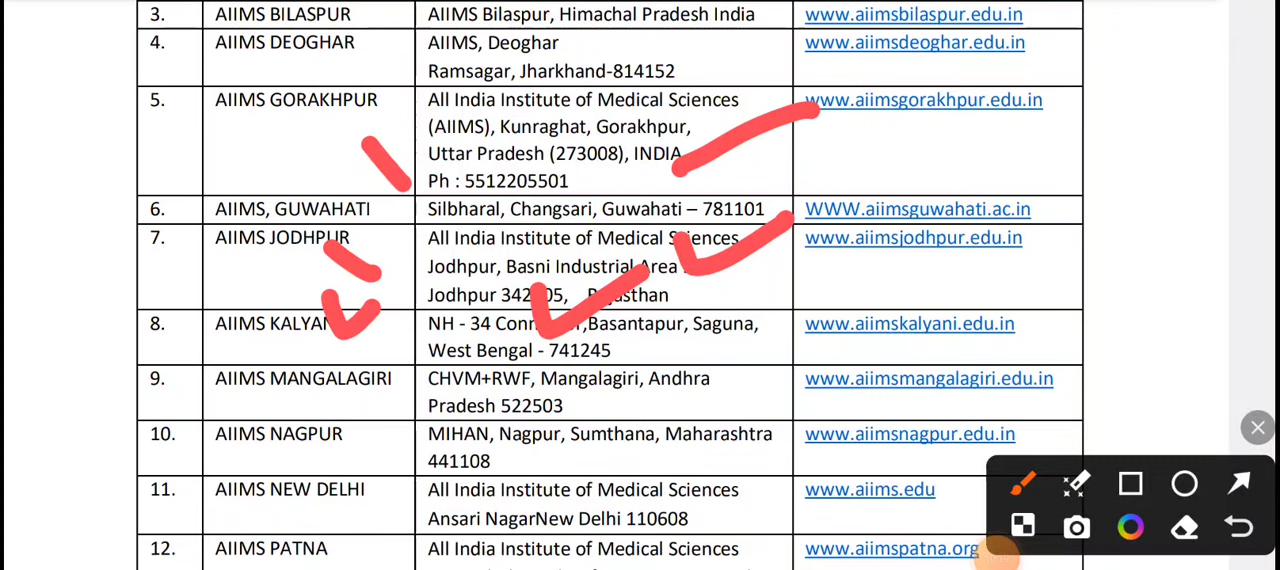 3. AIIMS BILASPUR AIIMS Bilaspur, Himachal Pradesh India www.aiimsbilaspur.edu.in
4. AIIMS DEOGHAR AIIMS, Deoghar www.aiimsdeoghar.edu.in
Ramsagar, Jharkhand-814152
5. AIIMS GORAKHPUR All India Institute of Medical Sciences www.aiimsgorakhpur.edu.in
(AIIMS), Kunraghat, Gorakhpur,
Uttar Pradesh (273008), INDIA
Ph : 5512205501
6. AIIMS, GUWAHATI Silbharal, Changsari, Guwahati – 781101 WWW.aiimsguwahati.ac.in
7. AIIMS JODHPUR All India Institute of Medical Sciences www.aiimsjodhpur.edu.in
Jodhpur, Basni Industrial Area
Jodhpur Rajasthan
8. AIIMS KALYANI NH - 34 Basantapur, Saguna, www.aiimskalyani.edu.in
West Bengal - 741245
9. AIIMS MANGALAGIRI CHVM+RWF, Mangalagiri, Andhra www.aiimsmangalagiri.edu.in
Pradesh 522503
10. AIIMS NAGPUR MIHAN, Nagpur, Sumthana, Maharashtra www.aiimsnagpur.edu.in
441108
11. AIIMS NEW DELHI All India Institute of Medical Sciences www.aiims.edu
Ansari NagarNew Delhi 110608
12. AIIMS PATNA All India Institute of Medical Sciences www.aiimspatna.org